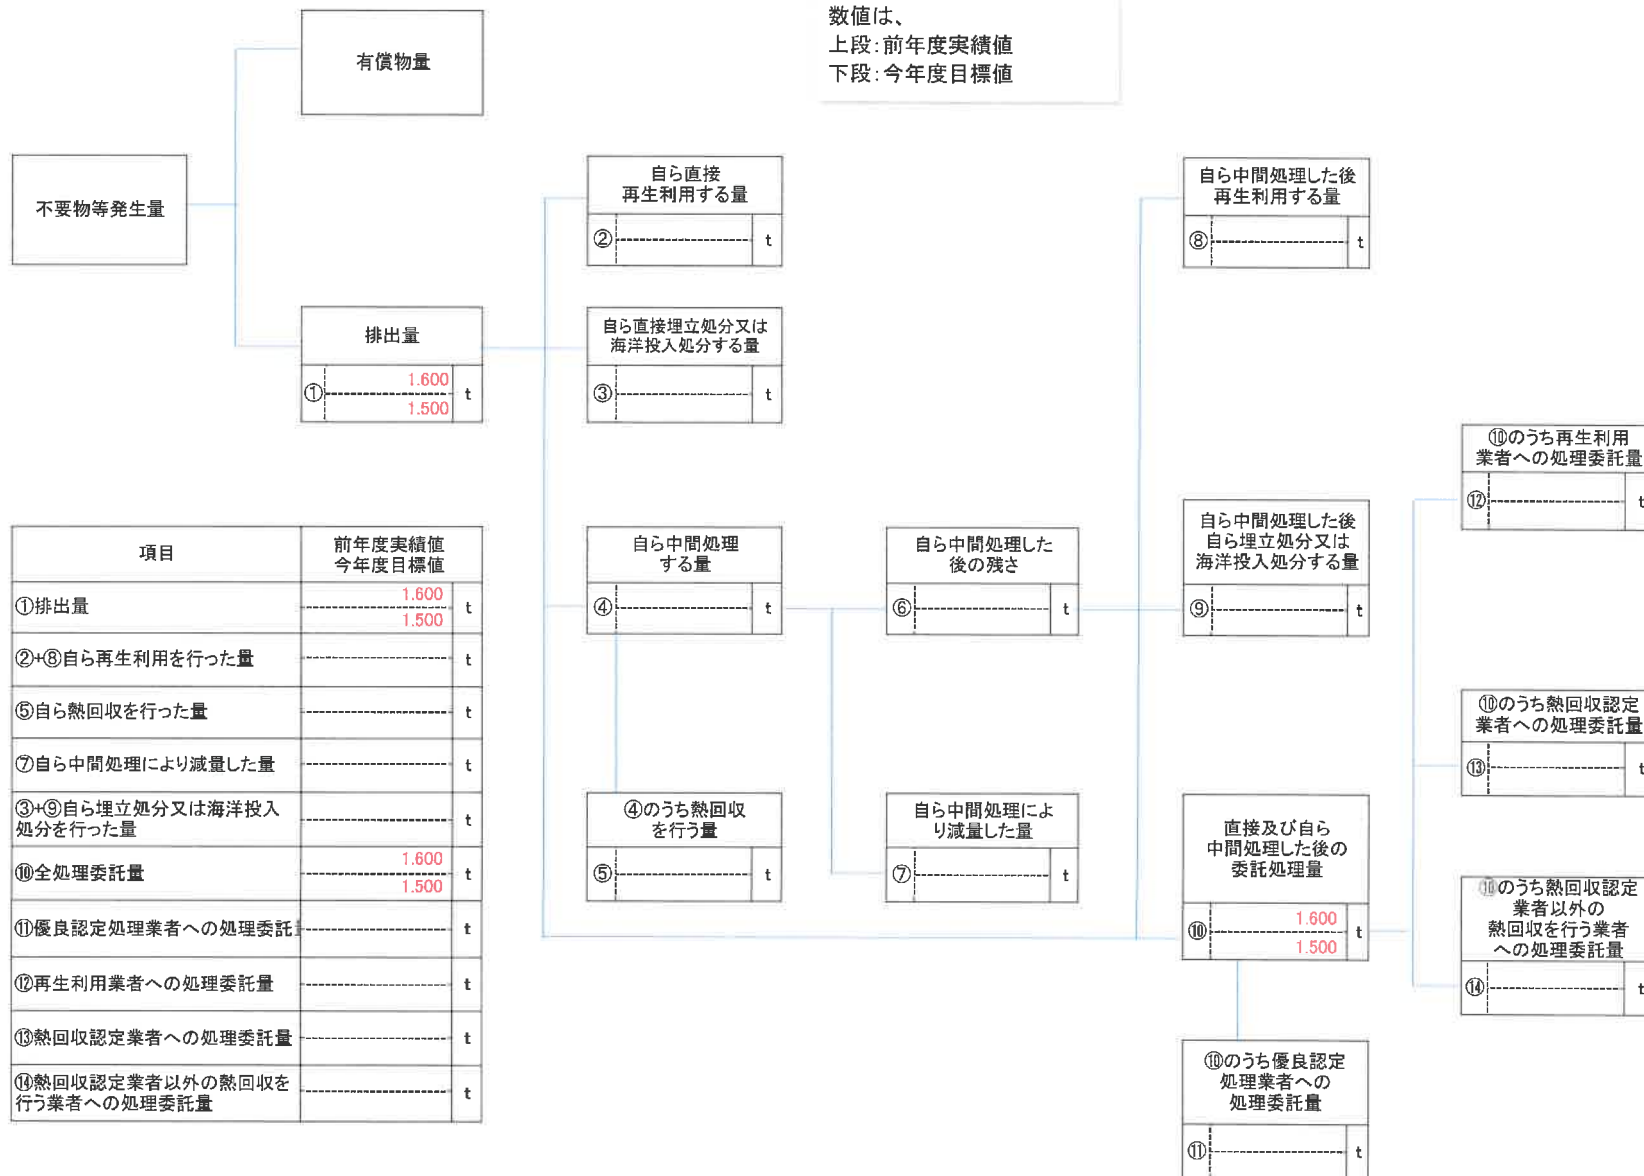 数値は、
上段:前年度実績値
下段:今年度目標値
有償物量
不要物等発生量
排出量
① 1.600 t
1.500
自ら直接
再生利用する量
② t
自ら直接埋立処分又は
海洋投入処分する量
③ t
自ら中間処理
する量
④ t
④のうち熱回収
を行う量
⑤ t
自ら中間処理した
後の残さ
⑥ t
自ら中間処理によ
り減量した量
⑦ t
自ら中間処理した後
再生利用する量
⑧ t
自ら中間処理した後
自ら埋立処分又は
海洋投入処分する量
⑨ t
直接及び自ら
中間処理した後の
委託処理量
⑩ 1.600 t
1.500
⑩のうち優良認定
処理業者への
処理委託量
⑪ t
⑩のうち再生利用
業者への処理委託量
⑫ t
⑩のうち熱回収認定
業者への処理委託量
⑬ t
⑩のうち熱回収認定
業者以外の
熱回収を行う業者
への処理委託量
⑭ t
項目 前年度実績値
今年度目標値
①排出量 1.600 t
1.500
②+⑧自ら再生利用を行った量 t
⑤自ら熱回収を行った量 t
⑦自ら中間処理により減量した量 t
③+⑨自ら埋立処分又は海洋投入
処分を行った量 t
⑩全処理委託量 1.600 t
1.500
⑪優良認定処理業者への処理委託 t
⑫再生利用業者への処理委託量 t
⑬熱回収認定業者への処理委託量 t
⑭熱回収認定業者以外の熱回収を
行う業者への処理委託量 t